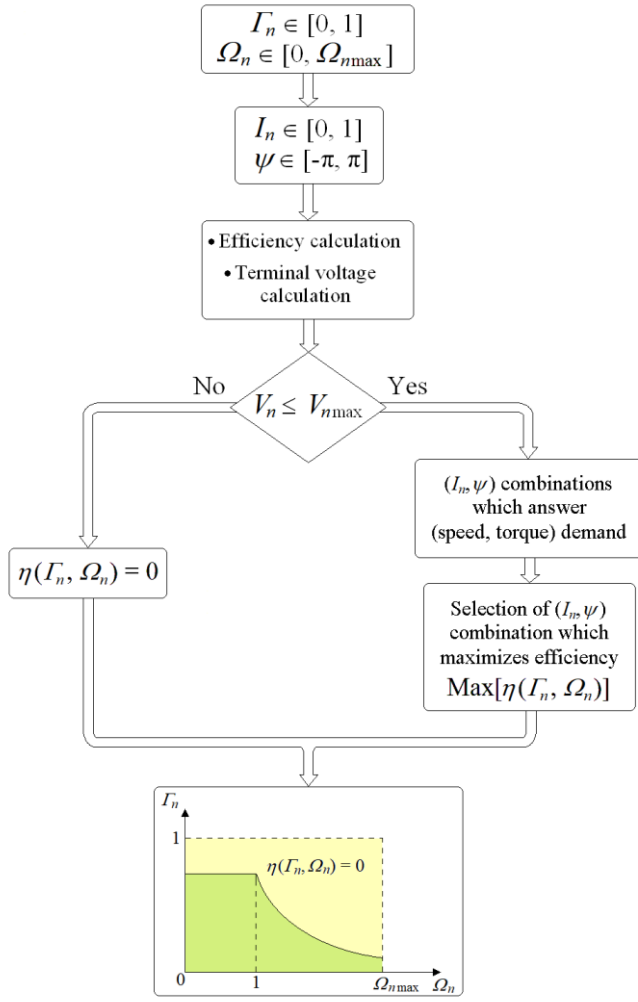 Γn ∈ [0, 1]
Ωn ∈ [0, Ωnmax]
In ∈ [0, 1]
ψ ∈ [-π, π]
• Efficiency calculation
• Terminal voltage
calculation
No
Yes
Vn ≤ Vnmax
(In, ψ) combinations
which answer
(speed, torque) demand
η(Γn, Ωn) = 0
Selection of (In, ψ)
combination which
maximizes efficiency
Max[η(Γn, Ωn)]
Γn
1
η(Γn, Ωn) = 0
0
1
Ωnmax
Ωn